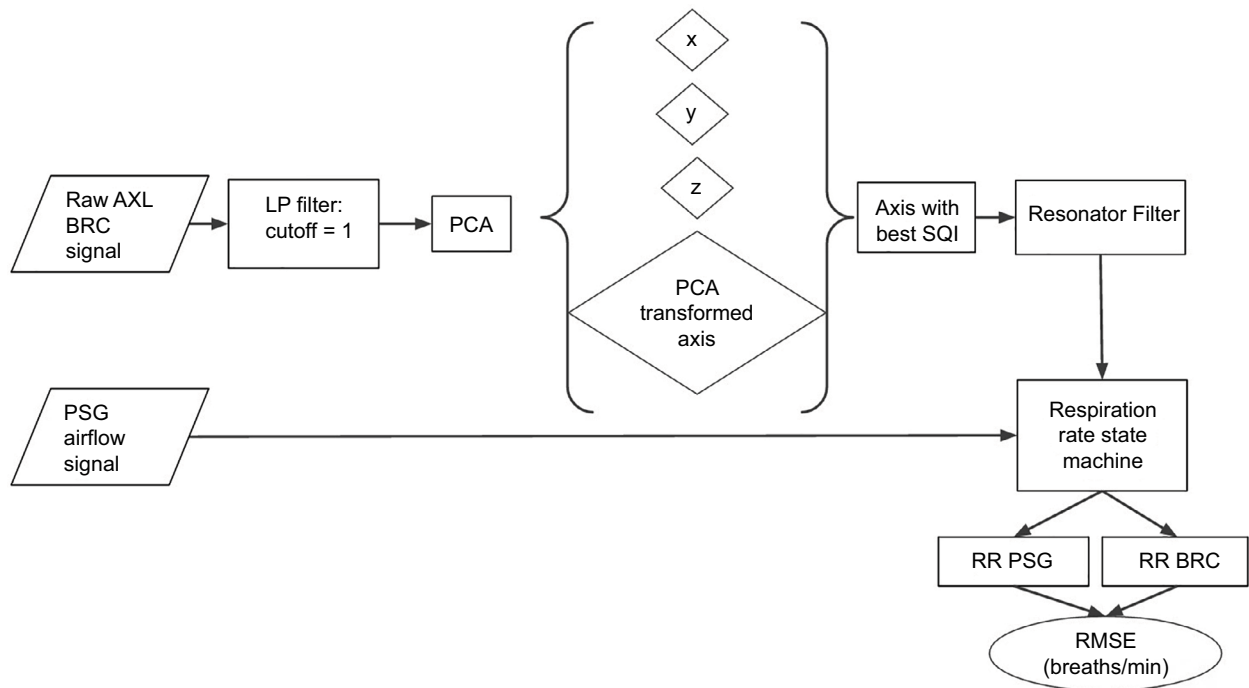 Raw AXL
BRC
signal
LP filter:
cutoff = 1
PCA
x
y
z
PCA
transformed
axis
Axis with
best SQI
Resonator Filter
PSG
airflow
signal
Respiration
rate state
machine
RR PSG
RR BRC
RMSE
(breaths/min)